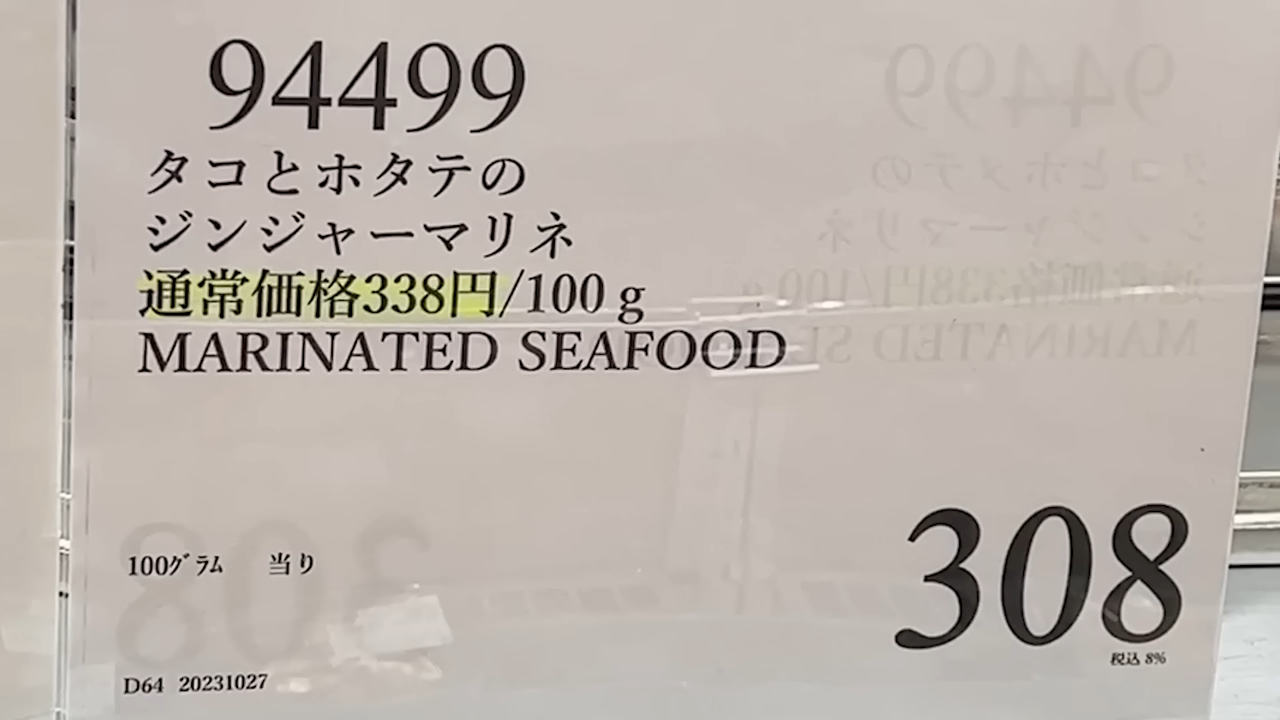 94499
タコとホタテの
ジンジャーマリネ
通常価格338円/100g
MARINATED SEAFOOD
100グラム 当り
308
税込 8%
D64 20231027